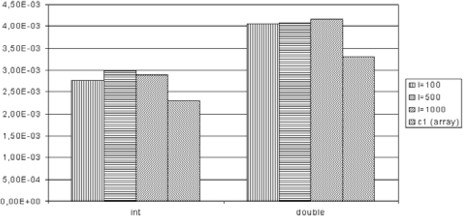 4,50E-03
4,00E-03
3,50E-03
3,00E-03
2,50E-03
2,00E-03
1,50E-03
1,00E-03
5,00E-04
0,00E+00
int double
l=100
l=500
l=1000
c1 (array)